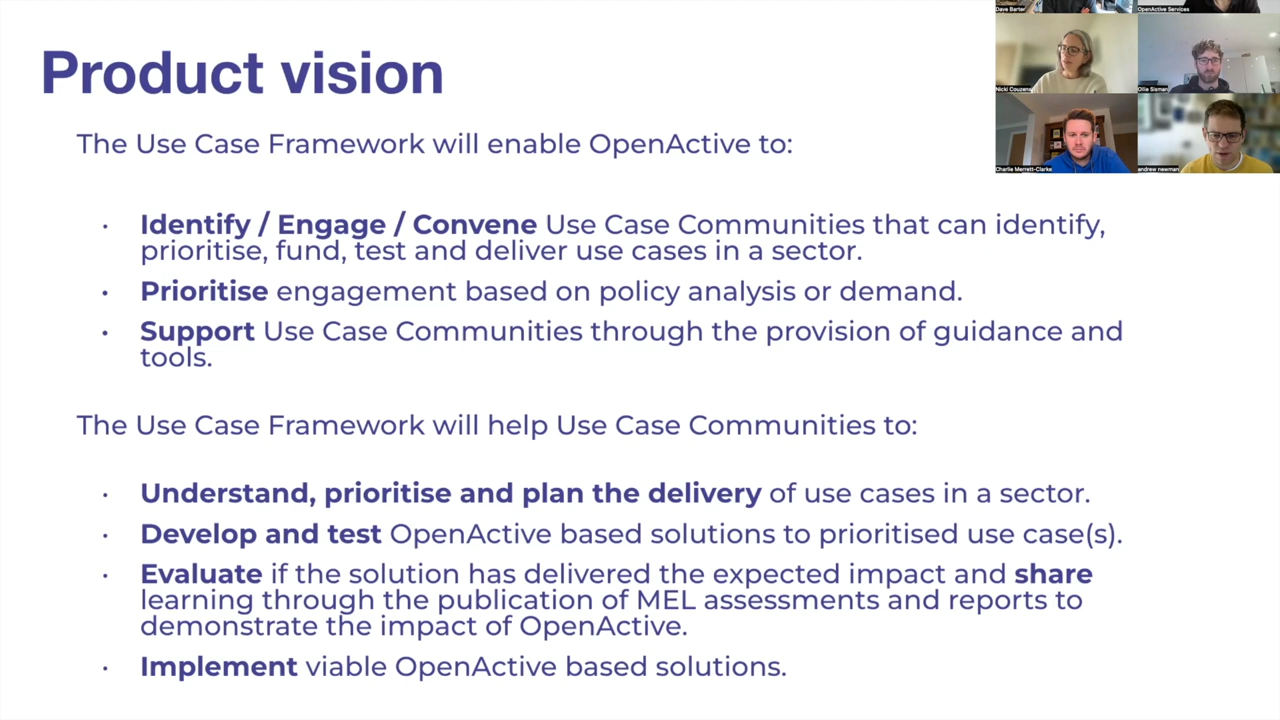 Product vision
The Use Case Framework will enable OpenActive to:
• Identify / Engage / Convene Use Case Communities that can identify,
prioritise, fund, test and deliver use cases in a sector.
• Prioritise engagement based on policy analysis or demand.
• Support Use Case Communities through the provision of guidance and
tools.
The Use Case Framework will help Use Case Communities to:
• Understand, prioritise and plan the delivery of use cases in a sector.
• Develop and test OpenActive based solutions to prioritised use case(s).
• Evaluate if the solution has delivered the expected impact and share
learning through the publication of MEL assessments and reports to
demonstrate the impact of OpenActive.
• Implement viable OpenActive based solutions.
Dave Barter
OpenActive Services
Nicki Couzens
Ollie Sisman
Charlie Merrett-Clarke
andrew newman